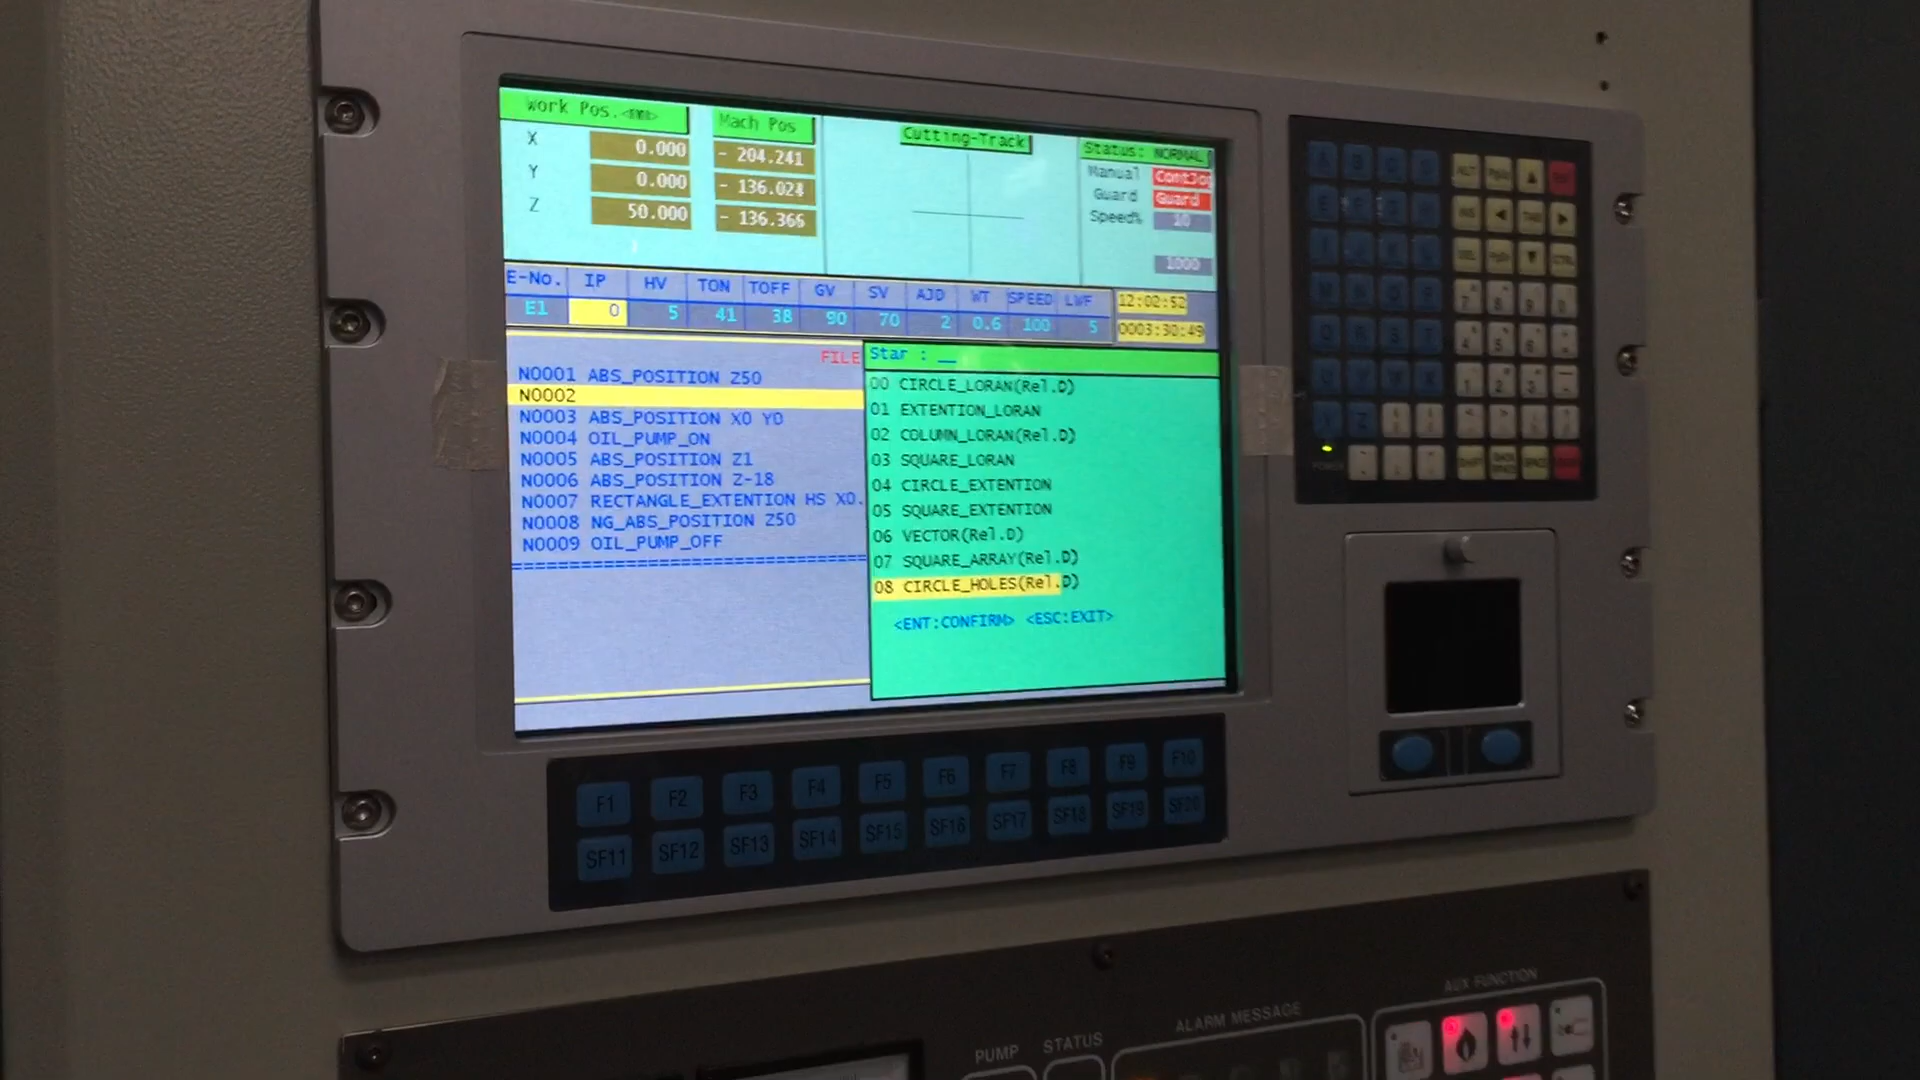 Work Pos.<mm>
Mach Pos
Cutting-Track
Status: NORMAL
X 0.000 - 204.241
Manual
Y 0.000 - 136.024
Guard Guard
Z 50.000 - 136.366
Speed% 10
1000
E-No. IP HV TON TOFF GV SV AJD WT SPEED LWF
E1 0 5 41 38 90 70 2 0.6 100 5
12:02:52
0003:30:49
FILE
N0001 ABS_POSITION Z50
N0002
N0003 ABS_POSITION X0 Y0
N0004 OIL_PUMP_ON
N0005 ABS_POSITION Z1
N0006 ABS_POSITION Z-18
N0007 RECTANGLE_EXTENTION HS X0.
N0008 NG_ABS_POSITION Z50
N0009 OIL_PUMP_OFF
Star : __
00 CIRCLE_LORAN(Rel.D)
01 EXTENTION_LORAN
02 COLUMN_LORAN(Rel.D)
03 SQUARE_LORAN
04 CIRCLE_EXTENTION
05 SQUARE_EXTENTION
06 VECTOR(Rel.D)
07 SQUARE_ARRAY(Rel.D)
08 CIRCLE_HOLES(Rel.D)
<ENT:CONFIRM> <ESC:EXIT>
F1 F2 F3 F4 F5 F6 F7 F8 F9 F10
SF11 SF12 SF13 SF14 SF15 SF16 SF17 SF18 SF19 SF20
PUMP
STATUS
ALARM MESSAGE
AUX FUNCTION